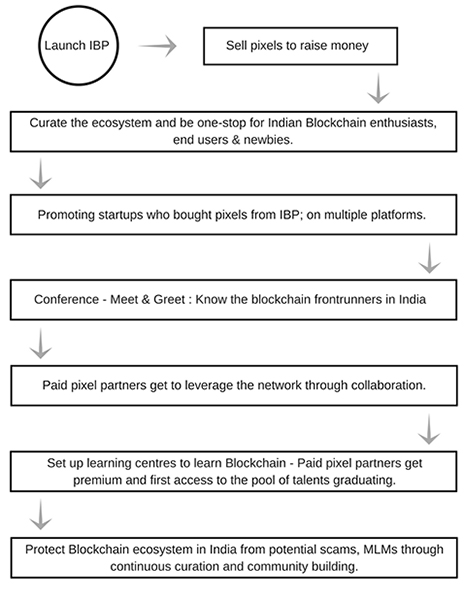 Launch IBP
Sell pixels to raise money
Curate the ecosystem and be one-stop for Indian Blockchain enthusiasts,
end users & newbies.
Promoting startups who bought pixels from IBP; on multiple platforms.
Conference - Meet & Greet : Know the blockchain frontrunners in India
Paid pixel partners get to leverage the network through collaboration.
Set up learning centres to learn Blockchain - Paid pixel partners get
premium and first access to the pool of talents graduating.
Protect Blockchain ecosystem in India from potential scams, MLMs through
continuous curation and community building.